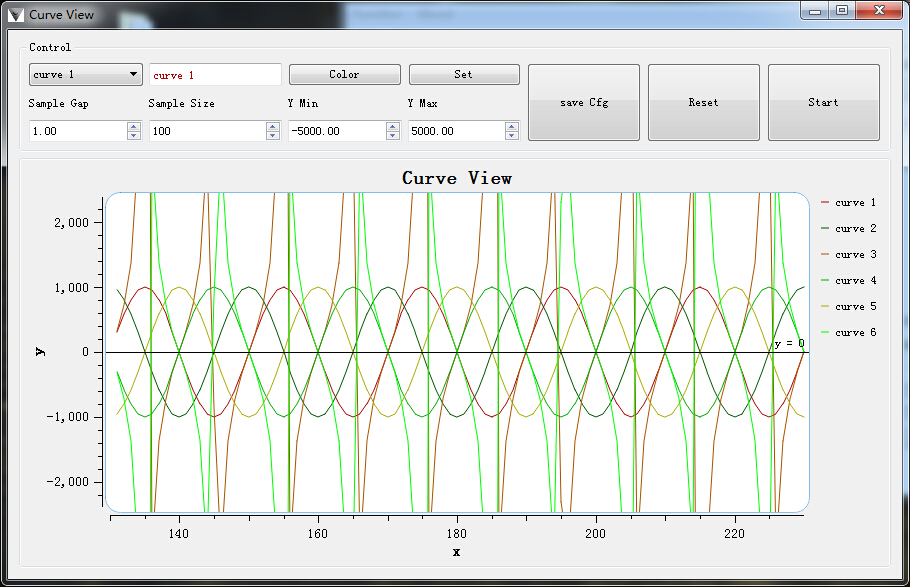 Curve View
Control
curve 1 curve 1 Color Set save Cfg Reset Start
Sample Gap Sample Size Y Min Y Max
1.00 100 -5000.00 5000.00
Curve View
2,000
1,000
0
-1,000
-2,000
y
y = 0
curve 1
curve 2
curve 3
curve 4
curve 5
curve 6
140 160 180 200 220
x